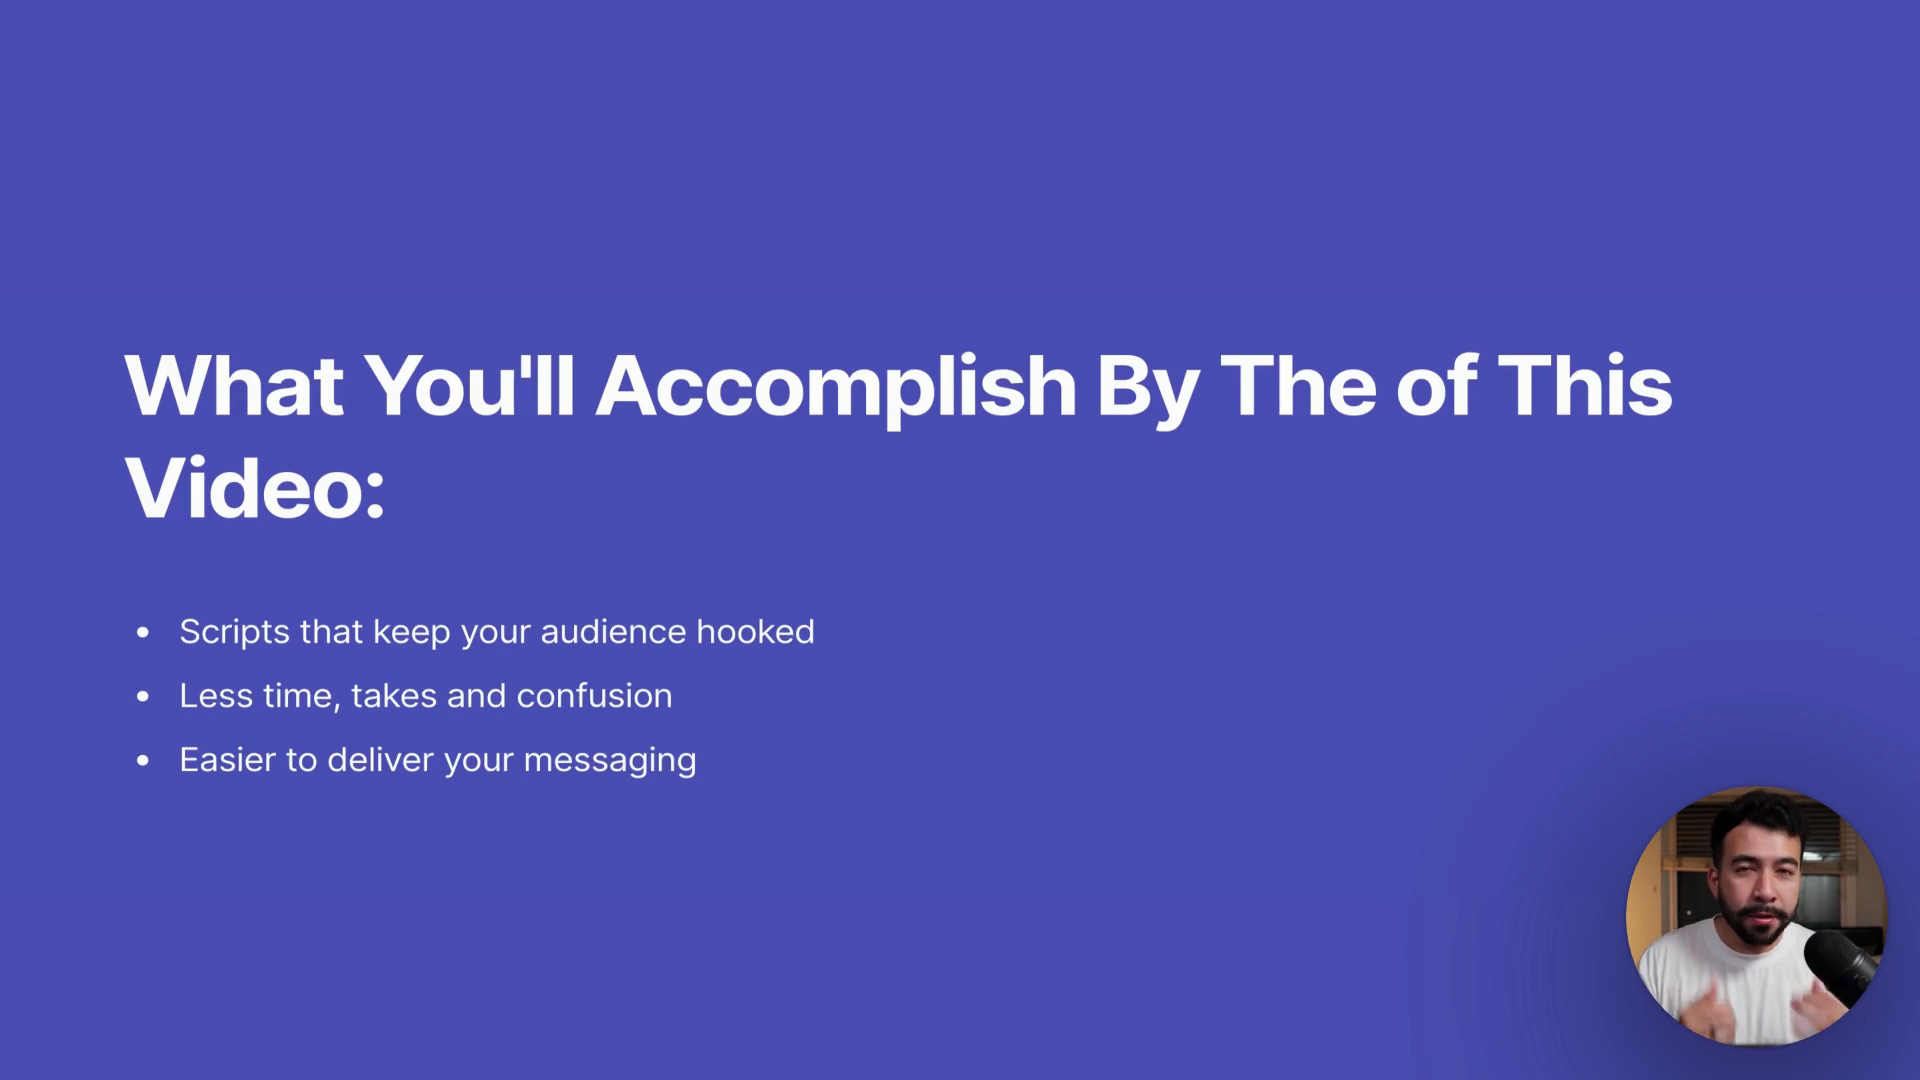 What You'll Accomplish By The of This
Video:
• Scripts that keep your audience hooked
• Less time, takes and confusion
• Easier to deliver your messaging